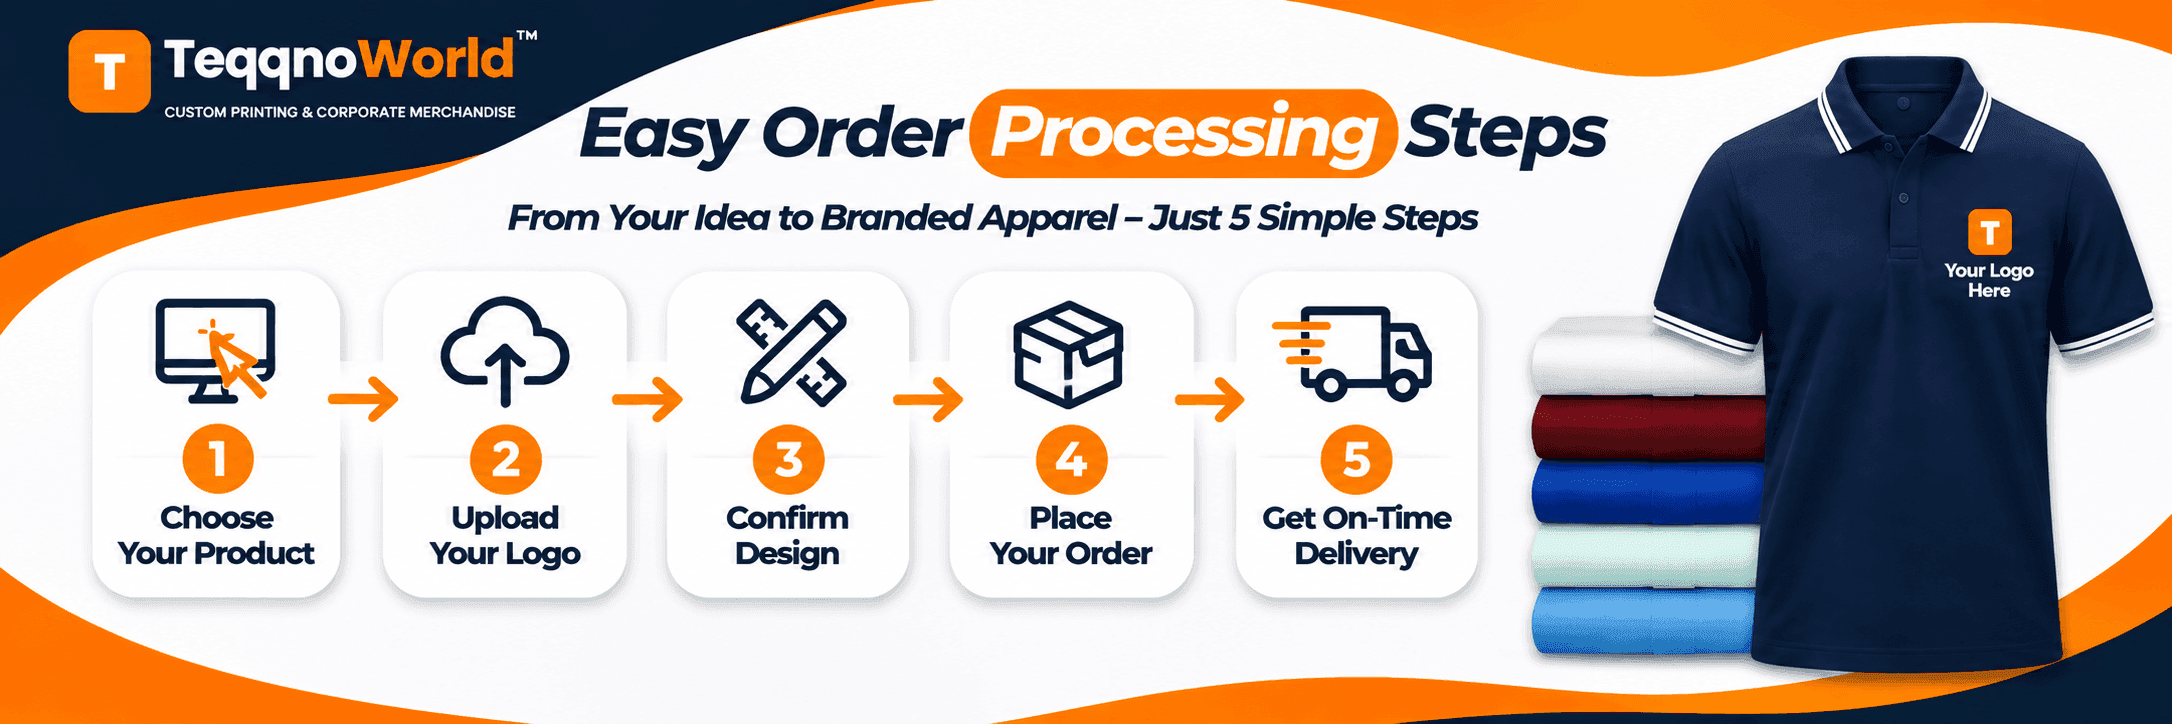 T TeqqnoWorld™
CUSTOM PRINTING & CORPORATE MERCHANDISE
Easy Order Processing Steps
From Your Idea to Branded Apparel – Just 5 Simple Steps
1
Choose
Your Product
2
Upload
Your Logo
3
Confirm
Design
4
Place
Your Order
5
Get On-Time
Delivery
T
Your Logo
Here